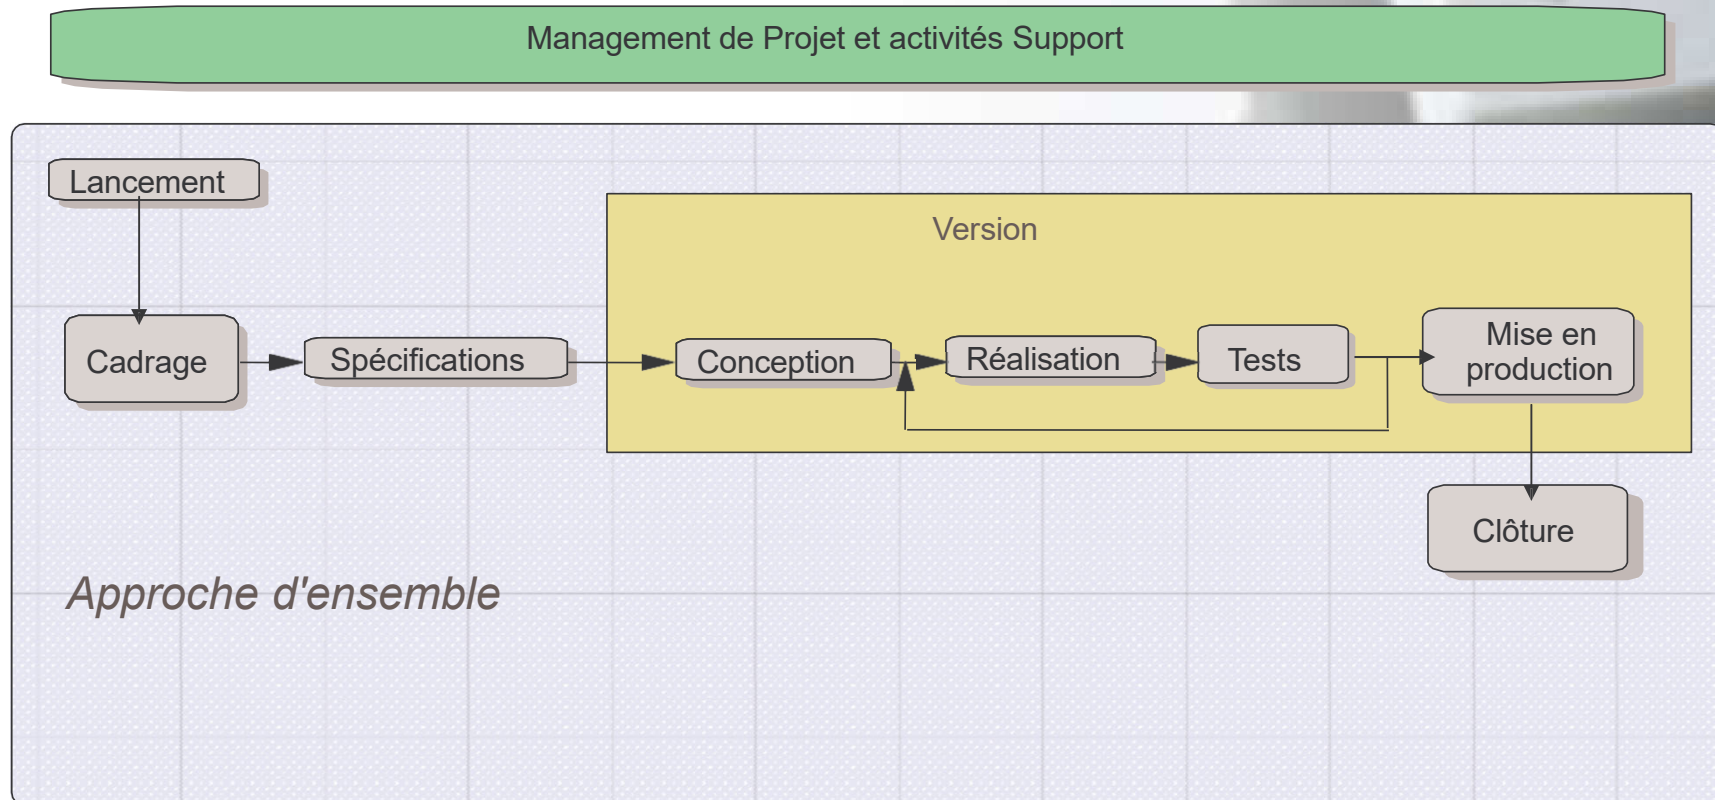 Management de Projet et activités Support
Lancement
Version
Cadrage
Spécifications
Conception
Réalisation
Tests
Mise en
production
Clôture
Approche d'ensemble